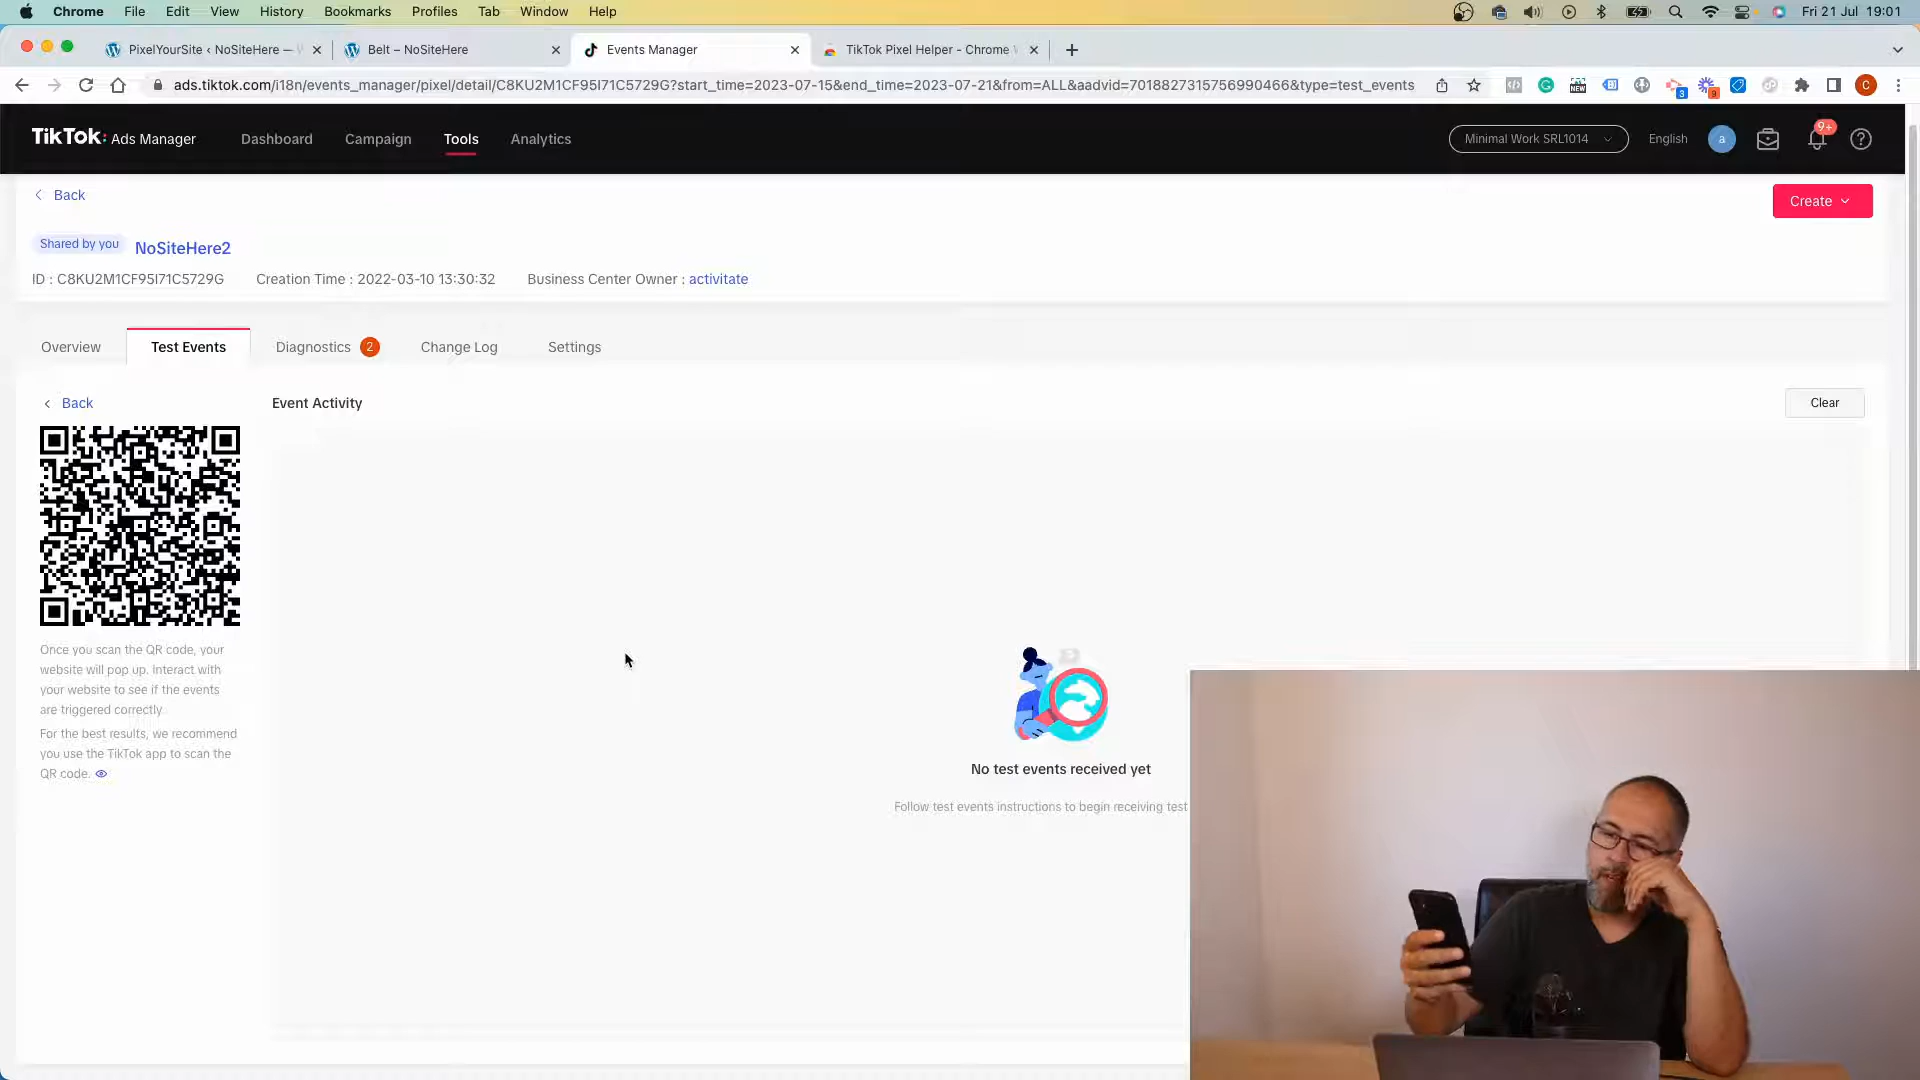 Chrome File Edit View History Bookmarks Profiles Tab Window Help Fri 21 Jul 19:01
PixelYourSite ‹ NoSiteHere —
Belt – NoSiteHere
Events Manager
TikTok Pixel Helper - Chrome
ads.tiktok.com/i18n/events_manager/pixel/detail/C8KU2M1CF95I71C5729G?start_time=2023-07-15&end_time=2023-07-21&from=ALL&aadvid=7018827315756990466&type=test_events
NEW
3
9
C
TikTok: Ads Manager Dashboard Campaign Tools Analytics Minimal Work SRL1014 English a 9+
Back
Create
Shared by you NoSiteHere2
ID : C8KU2M1CF95I71C5729G Creation Time : 2022-03-10 13:30:32 Business Center Owner : activitate
Overview Test Events Diagnostics 2 Change Log Settings
Back
Event Activity
Clear
Once you scan the QR code, your
website will pop up. Interact with
your website to see if the events
are triggered correctly.
For the best results, we recommend
you use the TikTok app to scan the
QR code.
No test events received yet
Follow test events instructions to begin receiving test